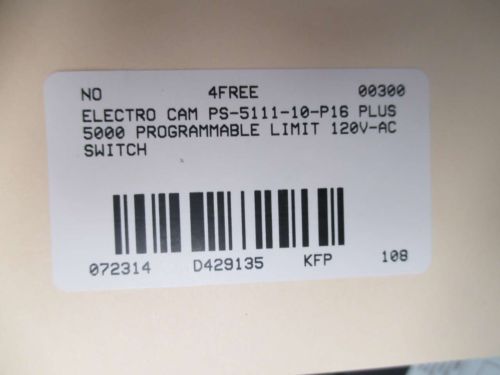 NO 4FREE 00300
ELECTRO CAM PS-5111-10-P16 PLUS
5000 PROGRAMMABLE LIMIT 120V-AC
SWITCH
072314 D429135 KFP 108